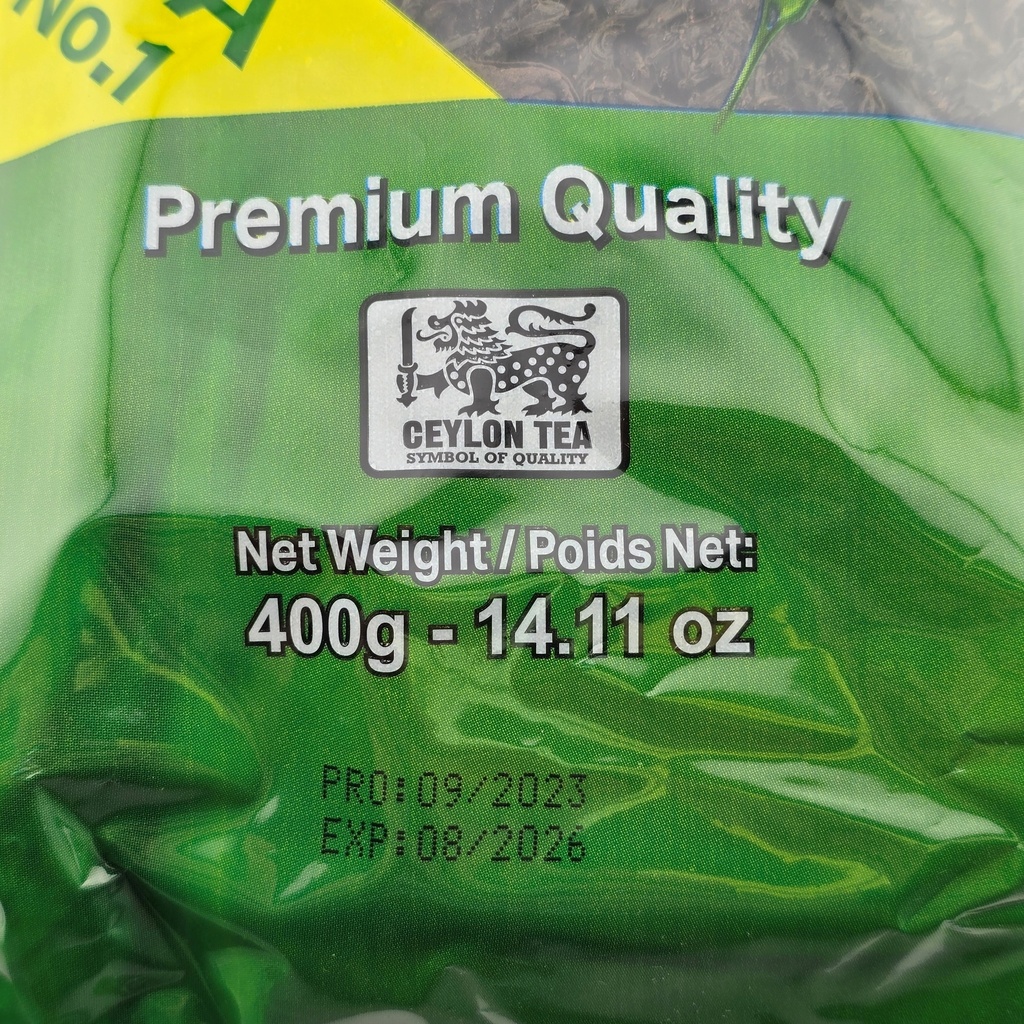 A
NO.1
Premium Quality
CEYLON TEA
SYMBOL OF QUALITY
Net Weight / Poids Net:
400g - 14.11 oz
PRO:09/2023
EXP:08/2026